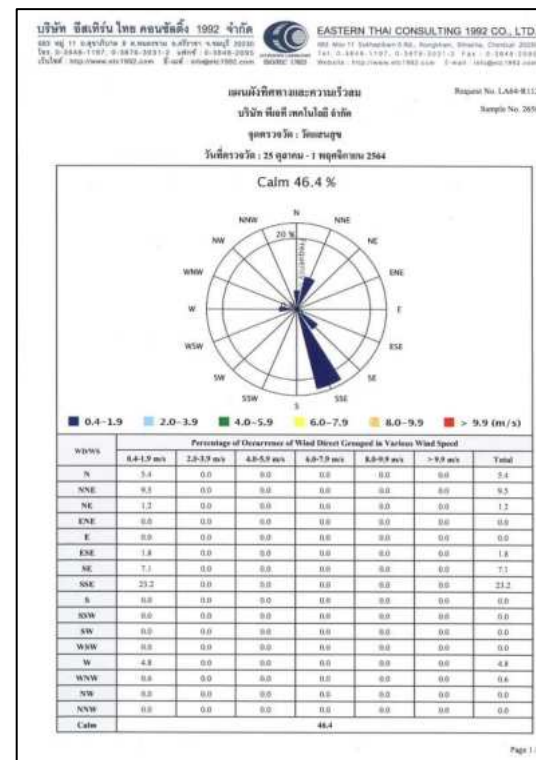 บริษัท อีสเทิร์น ไทย คอนซัลติ้ง 1992 จำกัด
EASTERN THAI CONSULTING 1992 CO., LTD.
แผนผังทิศทางและความเร็วลม
Request No. LA64-R112
บริษัท พีเอที เทคโนโลยี จำกัด
Sample No. 265
จุดตรวจวัด : วัดแสนสุข
วันที่ตรวจวัด : 25 ตุลาคม - 1 พฤศจิกายน 2564
Calm 46.4 %
N
NNW
NNE
20 %
NW
NE
WNW
ENE
W
E
WSW
ESE
SW
SE
SSW
SSE
S
0.4-1.9 2.0-3.9 4.0-5.9 6.0-7.9 8.0-9.9 > 9.9 (m/s)
WD/WS Percentage of Occurrence of Wind Direct Grouped in Various Wind Speed
0.4-1.9 m/s 2.0-3.9 m/s 4.0-5.9 m/s 6.0-7.9 m/s 8.0-9.9 m/s > 9.9 m/s Total
N 5.4 0.0 0.0 0.0 0.0 0.0 5.4
NNE 9.5 0.0 0.0 0.0 0.0 0.0 9.5
NE 1.2 0.0 0.0 0.0 0.0 0.0 1.2
ENE 0.0 0.0 0.0 0.0 0.0 0.0 0.0
E 0.0 0.0 0.0 0.0 0.0 0.0 0.0
ESE 1.8 0.0 0.0 0.0 0.0 0.0 1.8
SE 7.1 0.0 0.0 0.0 0.0 0.0 7.1
SSE 23.2 0.0 0.0 0.0 0.0 0.0 23.2
S 0.0 0.0 0.0 0.0 0.0 0.0 0.0
SSW 0.0 0.0 0.0 0.0 0.0 0.0 0.0
SW 0.0 0.0 0.0 0.0 0.0 0.0 0.0
WSW 0.0 0.0 0.0 0.0 0.0 0.0 0.0
W 4.8 0.0 0.0 0.0 0.0 0.0 4.8
WNW 0.6 0.0 0.0 0.0 0.0 0.0 0.6
NW 0.0 0.0 0.0 0.0 0.0 0.0 0.0
NNW 0.0 0.0 0.0 0.0 0.0 0.0 0.0
Calm 46.4
Page 1